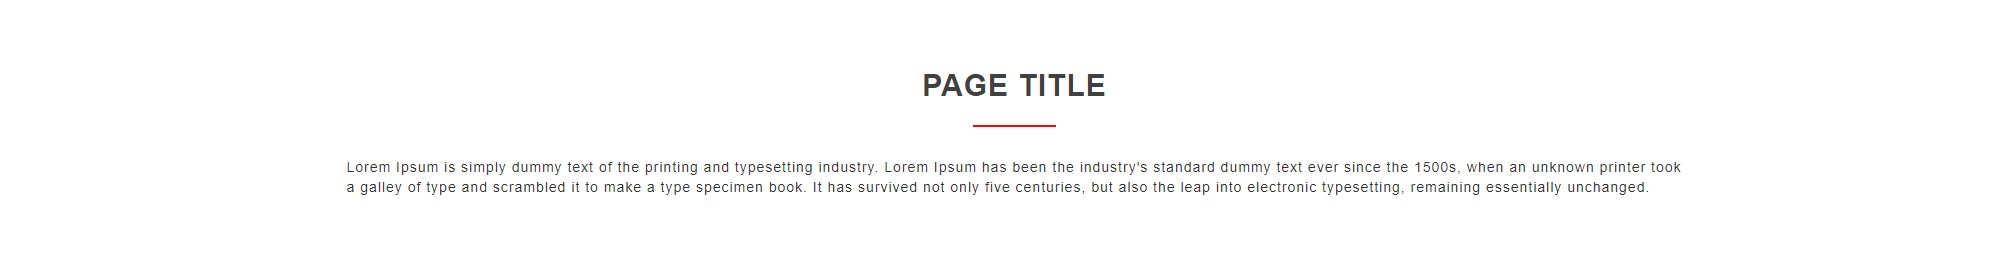 PAGE TITLE
Lorem Ipsum is simply dummy text of the printing and typesetting industry. Lorem Ipsum has been the industry's standard dummy text ever since the 1500s, when an unknown printer took
a galley of type and scrambled it to make a type specimen book. It has survived not only five centuries, but also the leap into electronic typesetting, remaining essentially unchanged.